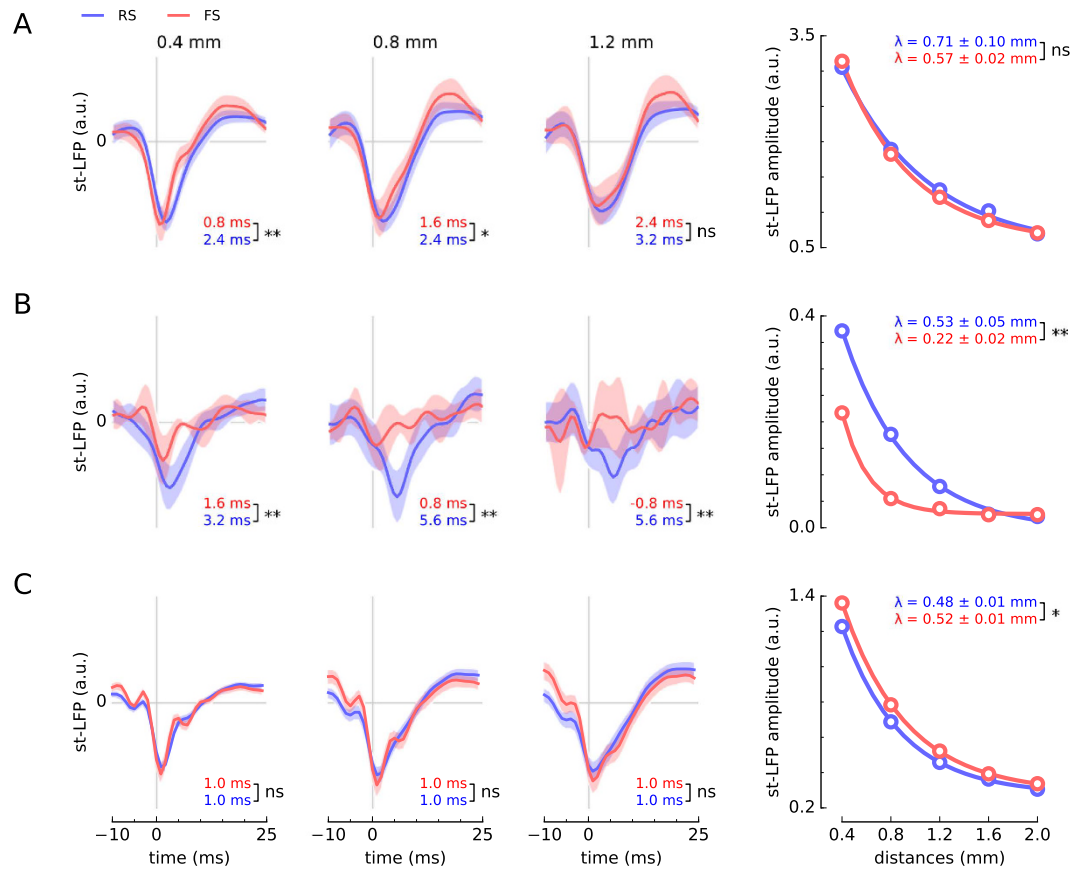 A
RS FS
0.4 mm 0.8 mm 1.2 mm
st-LFP (a.u.)
0
0.8 ms
2.4 ms
**
1.6 ms
2.4 ms
*
2.4 ms
3.2 ms
ns
st-LFP amplitude (a.u.)
3.5
0.5
λ = 0.71 ± 0.10 mm
λ = 0.57 ± 0.02 mm
ns
B
st-LFP (a.u.)
0
1.6 ms
3.2 ms
**
0.8 ms
5.6 ms
**
-0.8 ms
5.6 ms
**
st-LFP amplitude (a.u.)
0.4
0.0
λ = 0.53 ± 0.05 mm
λ = 0.22 ± 0.02 mm
**
C
st-LFP (a.u.)
0
1.0 ms
1.0 ms
ns
1.0 ms
1.0 ms
ns
1.0 ms
1.0 ms
ns
st-LFP amplitude (a.u.)
1.4
0.2
λ = 0.48 ± 0.01 mm
λ = 0.52 ± 0.01 mm
*
−10 0 25
time (ms)
−10 0 25
time (ms)
−10 0 25
time (ms)
0.4 0.8 1.2 1.6 2.0
distances (mm)